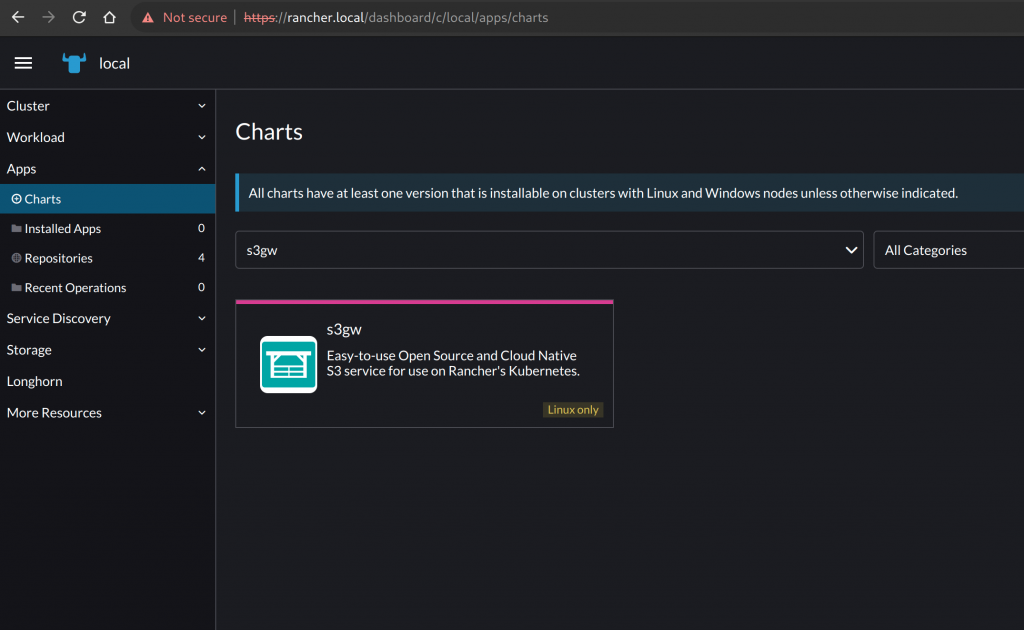 Not secure https://rancher.local/dashboard/c/local/apps/charts
local
Cluster
Workload
Apps
Charts
Installed Apps 0
Repositories 4
Recent Operations 0
Service Discovery
Storage
Longhorn
More Resources
Charts
All charts have at least one version that is installable on clusters with Linux and Windows nodes unless otherwise indicated.
s3gw
All Categories
s3gw
Easy-to-use Open Source and Cloud Native
S3 service for use on Rancher's Kubernetes.
Linux only